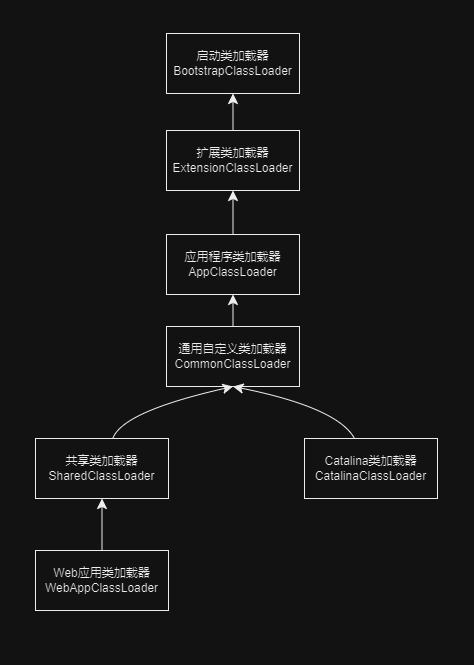 启动类加载器
BootstrapClassLoader
扩展类加载器
ExtensionClassLoader
应用程序类加载器
AppClassLoader
通用自定义类加载器
CommonClassLoader
共享类加载器
SharedClassLoader
Catalina类加载器
CatalinaClassLoader
Web应用类加载器
WebAppClassLoader